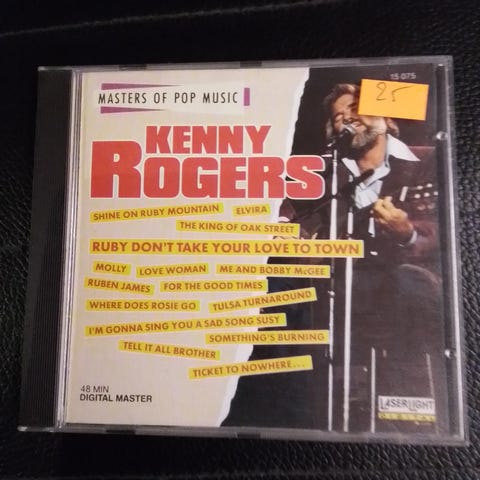 15 075
25
MASTERS OF POP MUSIC
KENNY
ROGERS
SHINE ON RUBY MOUNTAIN ELVIRA
THE KING OF OAK STREET
RUBY DON'T TAKE YOUR LOVE TO TOWN
MOLLY LOVE WOMAN ME AND BOBBY McGEE
RUBEN JAMES FOR THE GOOD TIMES
WHERE DOES ROSIE GO TULSA TURNAROUND
I'M GONNA SING YOU A SAD SONG SUSY
SOMETHING'S BURNING
TELL IT ALL BROTHER
TICKET TO NOWHERE...
48 MIN
DIGITAL MASTER
LASERLIGHT
DIGITAL